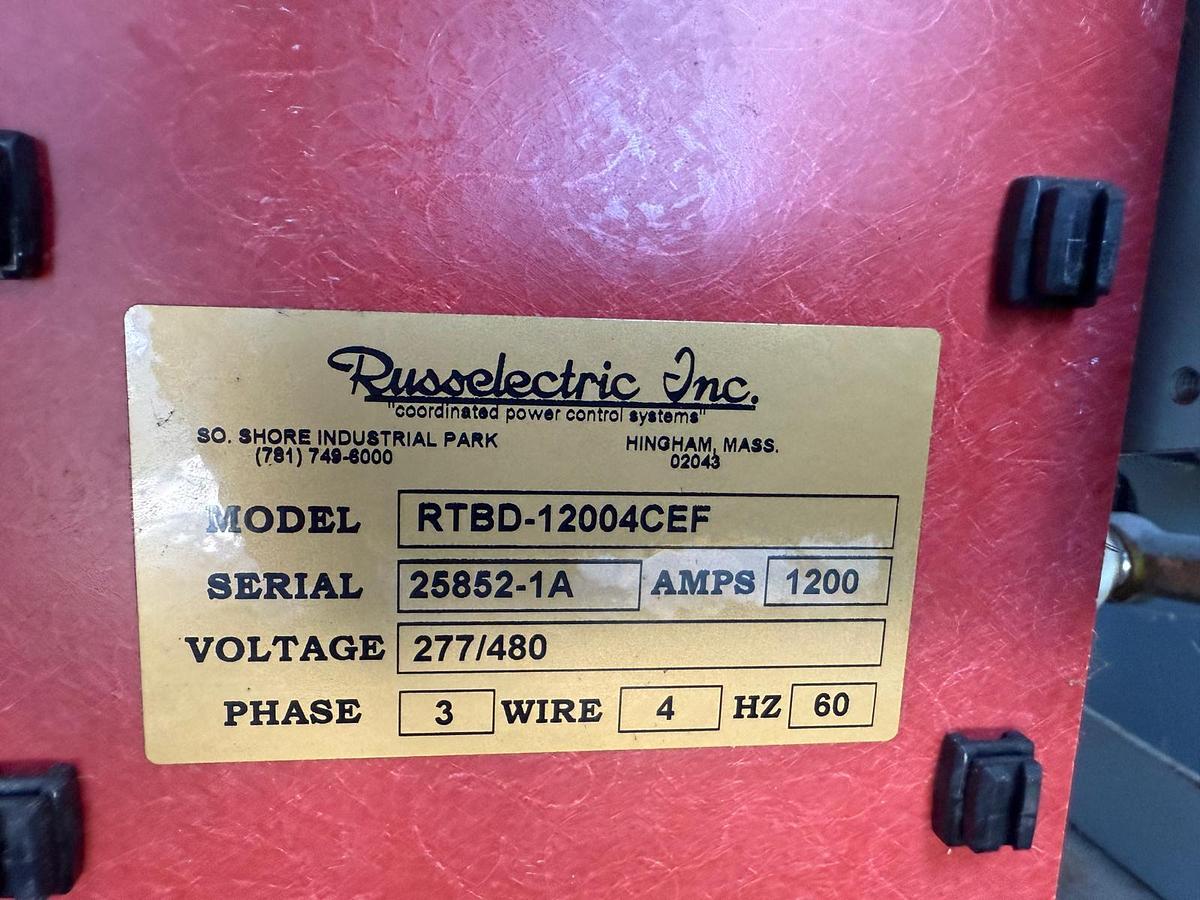 Russelectric Inc.
"coordinated power control systems"
SO. SHORE INDUSTRIAL PARK HINGHAM, MASS.
(781) 749-6000 02043
MODEL RTBD-12004CEF
SERIAL 25852-1A AMPS 1200
VOLTAGE 277/480
PHASE 3 WIRE 4 HZ 60